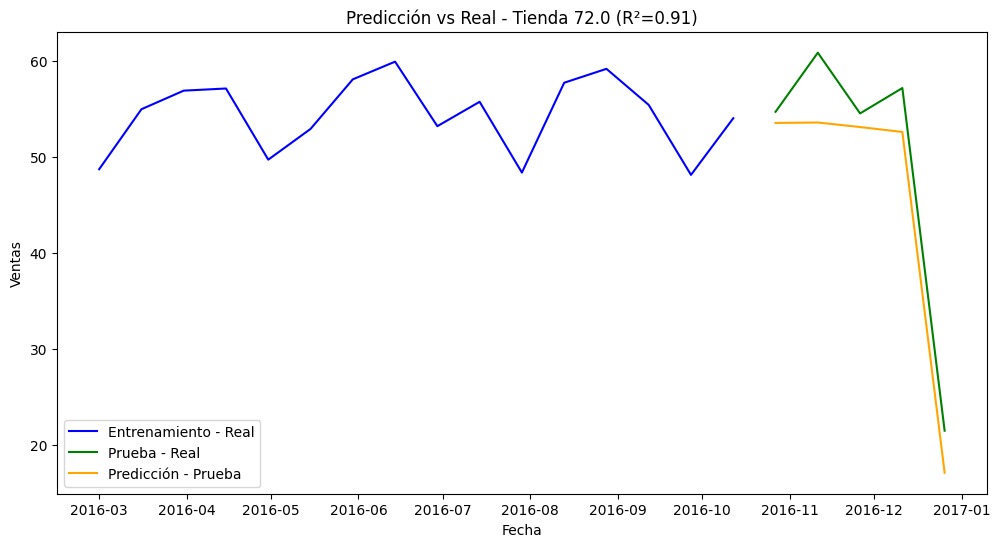 Predicción vs Real - Tienda 72.0 (R²=0.91)
Ventas
60
50
40
30
20
Entrenamiento - Real
Prueba - Real
Predicción - Prueba
2016-03 2016-04 2016-05 2016-06 2016-07 2016-08 2016-09 2016-10 2016-11 2016-12 2017-01
Fecha